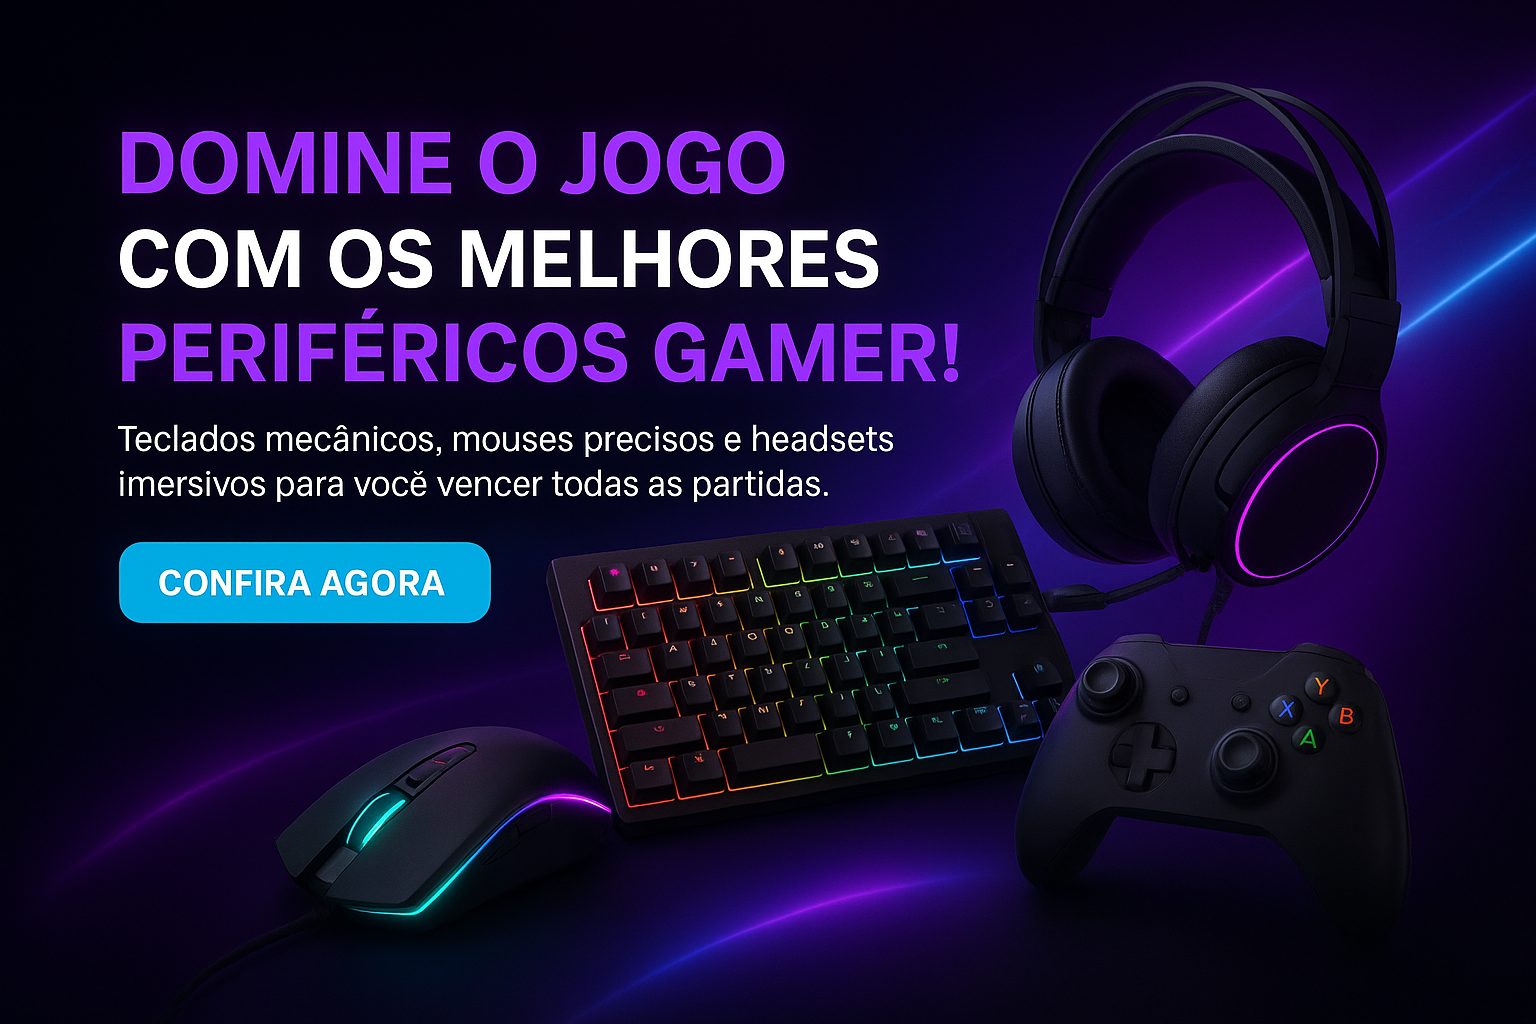 DOMINE O JOGO
COM OS MELHORES
PERIFÉRICOS GAMER!
Teclados mecânicos, mouses precisos e headsets
imersivos para vocě vencer todas as partidas.
CONFIRA AGORA
Y
X
B
A